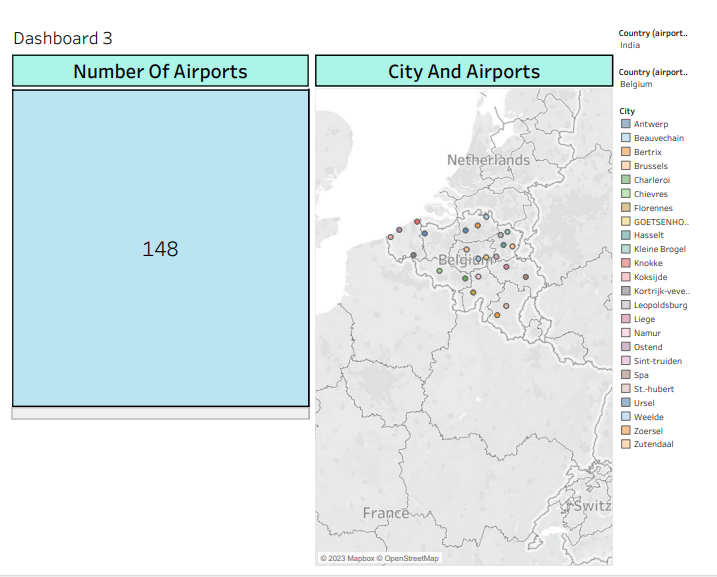 Dashboard 3
Number Of Airports
148
City And Airports
Netherlands
Belgium
France
Switz
© 2023 Mapbox © OpenStreetMap
Country (airport..
India
Country (airport..
Belgium
City
Antwerp
Beauvechain
Bertrix
Brussels
Charleroi
Chievres
Florennes
GOETSENHO..
Hasselt
Kleine Brogel
Knokke
Koksijde
Kortrijk-veve..
Leopoldsburg
Liege
Namur
Ostend
Sint-truiden
Spa
St.-hubert
Ursel
Weelde
Zoersel
Zutendaal